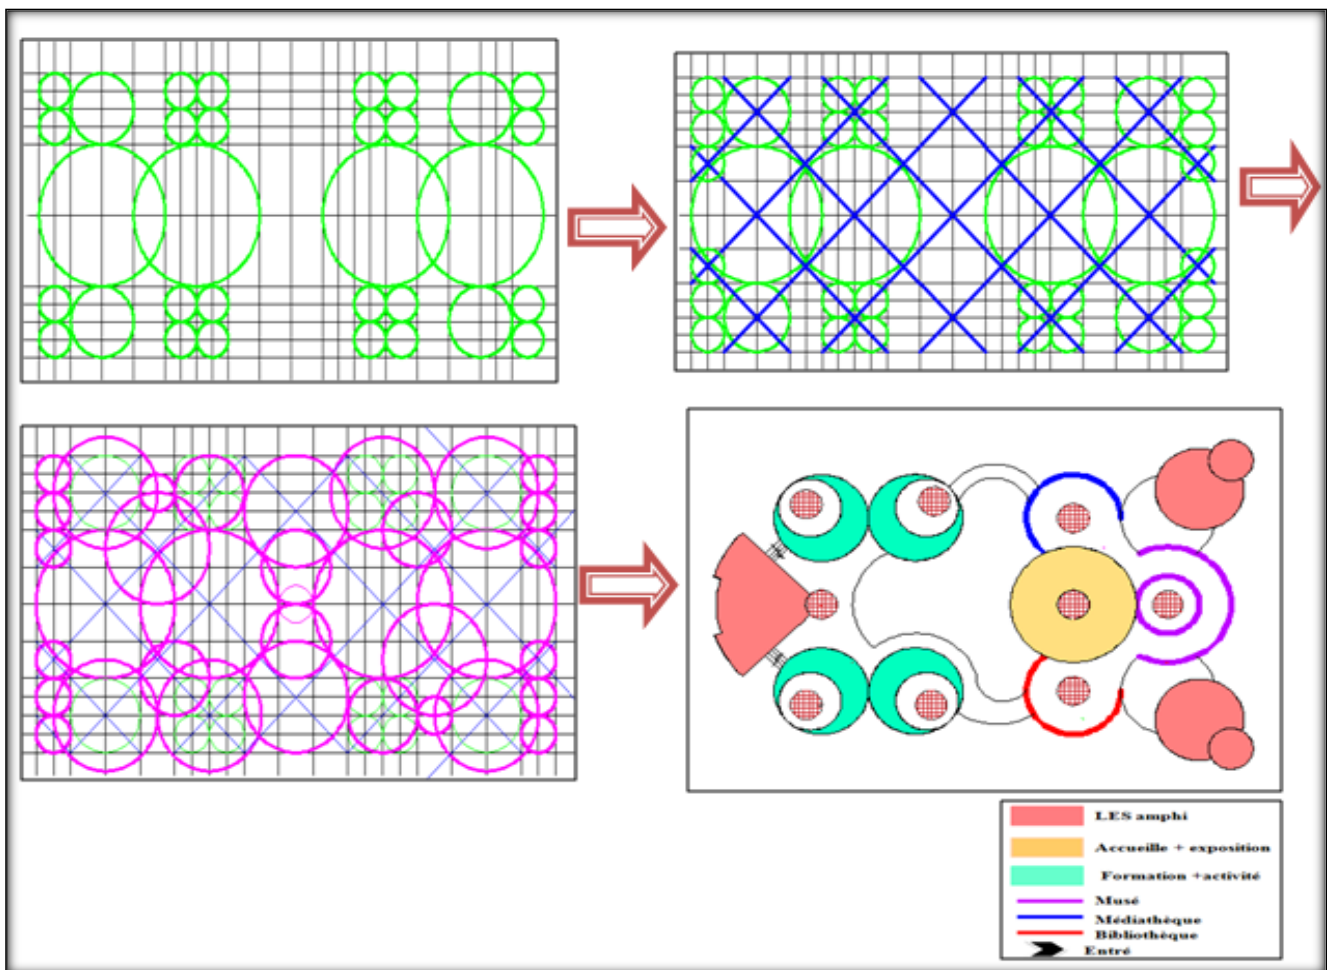 LES amphi
Accueille + exposition
Formation +activité
Musé
Médiathèque
Bibliothèque
Entré